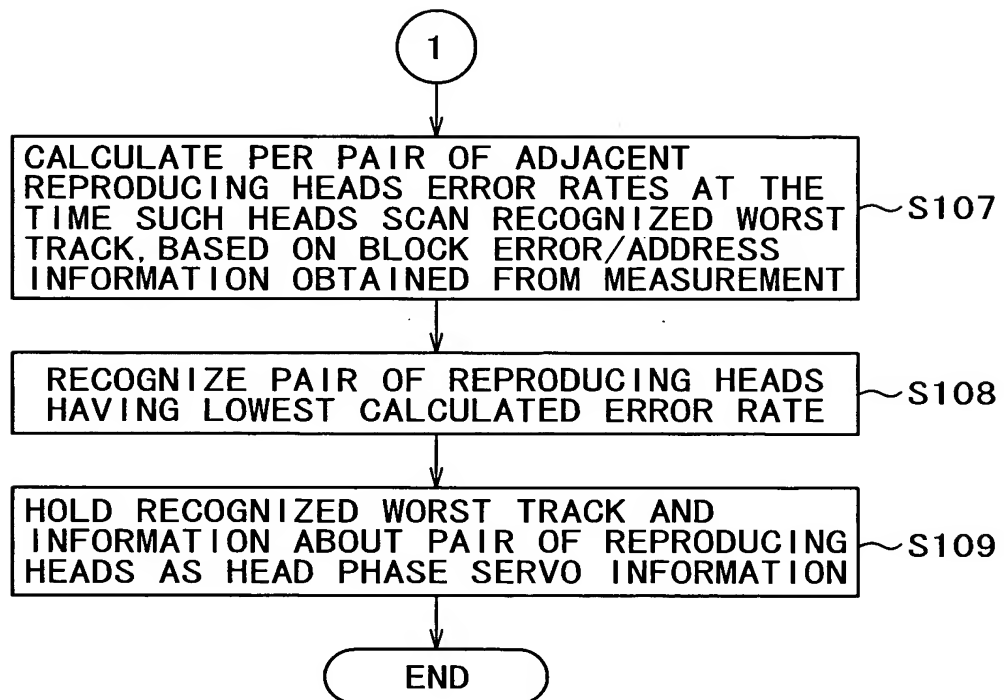 1
CALCULATE PER PAIR OF ADJACENT
REPRODUCING HEADS ERROR RATES AT THE
TIME SUCH HEADS SCAN RECOGNIZED WORST
TRACK, BASED ON BLOCK ERROR/ADDRESS
INFORMATION OBTAINED FROM MEASUREMENT
S107
RECOGNIZE PAIR OF REPRODUCING HEADS
HAVING LOWEST CALCULATED ERROR RATE
S108
HOLD RECOGNIZED WORST TRACK AND
INFORMATION ABOUT PAIR OF REPRODUCING
HEADS AS HEAD PHASE SERVO INFORMATION
S109
END